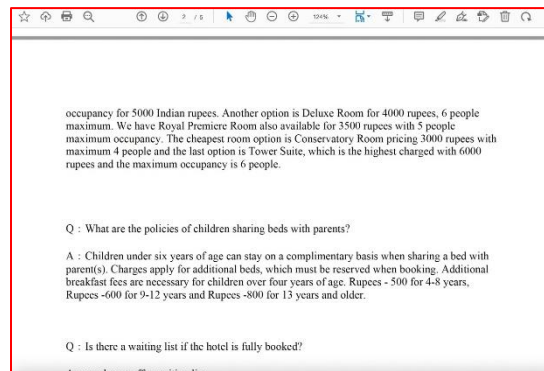 2 / 5
124%
occupancy for 5000 Indian rupees. Another option is Deluxe Room for 4000 rupees, 6 people
maximum. We have Royal Premiere Room also available for 3500 rupees with 5 people
maximum occupancy. The cheapest room option is Conservatory Room pricing 3000 rupees with
maximum 4 people and the last option is Tower Suite, which is the highest charged with 6000
rupees and the maximum occupancy is 6 people.
Q : What are the policies of children sharing beds with parents?
A : Children under six years of age can stay on a complimentary basis when sharing a bed with
parent(s). Charges apply for additional beds, which must be reserved when booking. Additional
breakfast fees are necessary for children over four years of age. Rupees - 500 for 4-8 years,
Rupees -600 for 9-12 years and Rupees -800 for 13 years and older.
Q : Is there a waiting list if the hotel is fully booked?